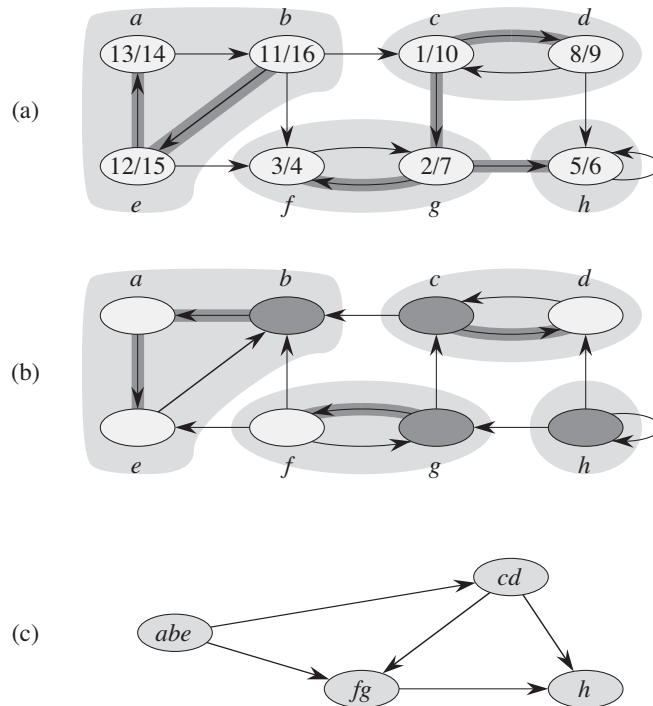 a b c d
(a) 13/14 11/16 1/10 8/9
12/15 3/4 2/7 5/6
e f g h
a b c d
(b)
e f g h
cd
(c) abe
fg h